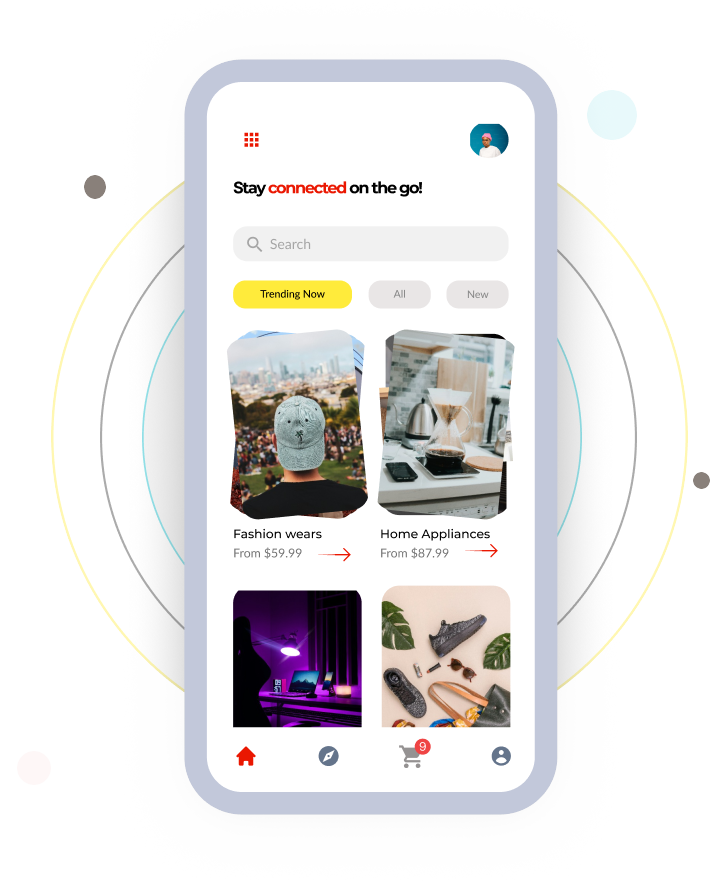 Stay connected on the go!
Search
Trending Now
All
New
Fashion wears
Home Appliances
From $59.99
From $87.99
9